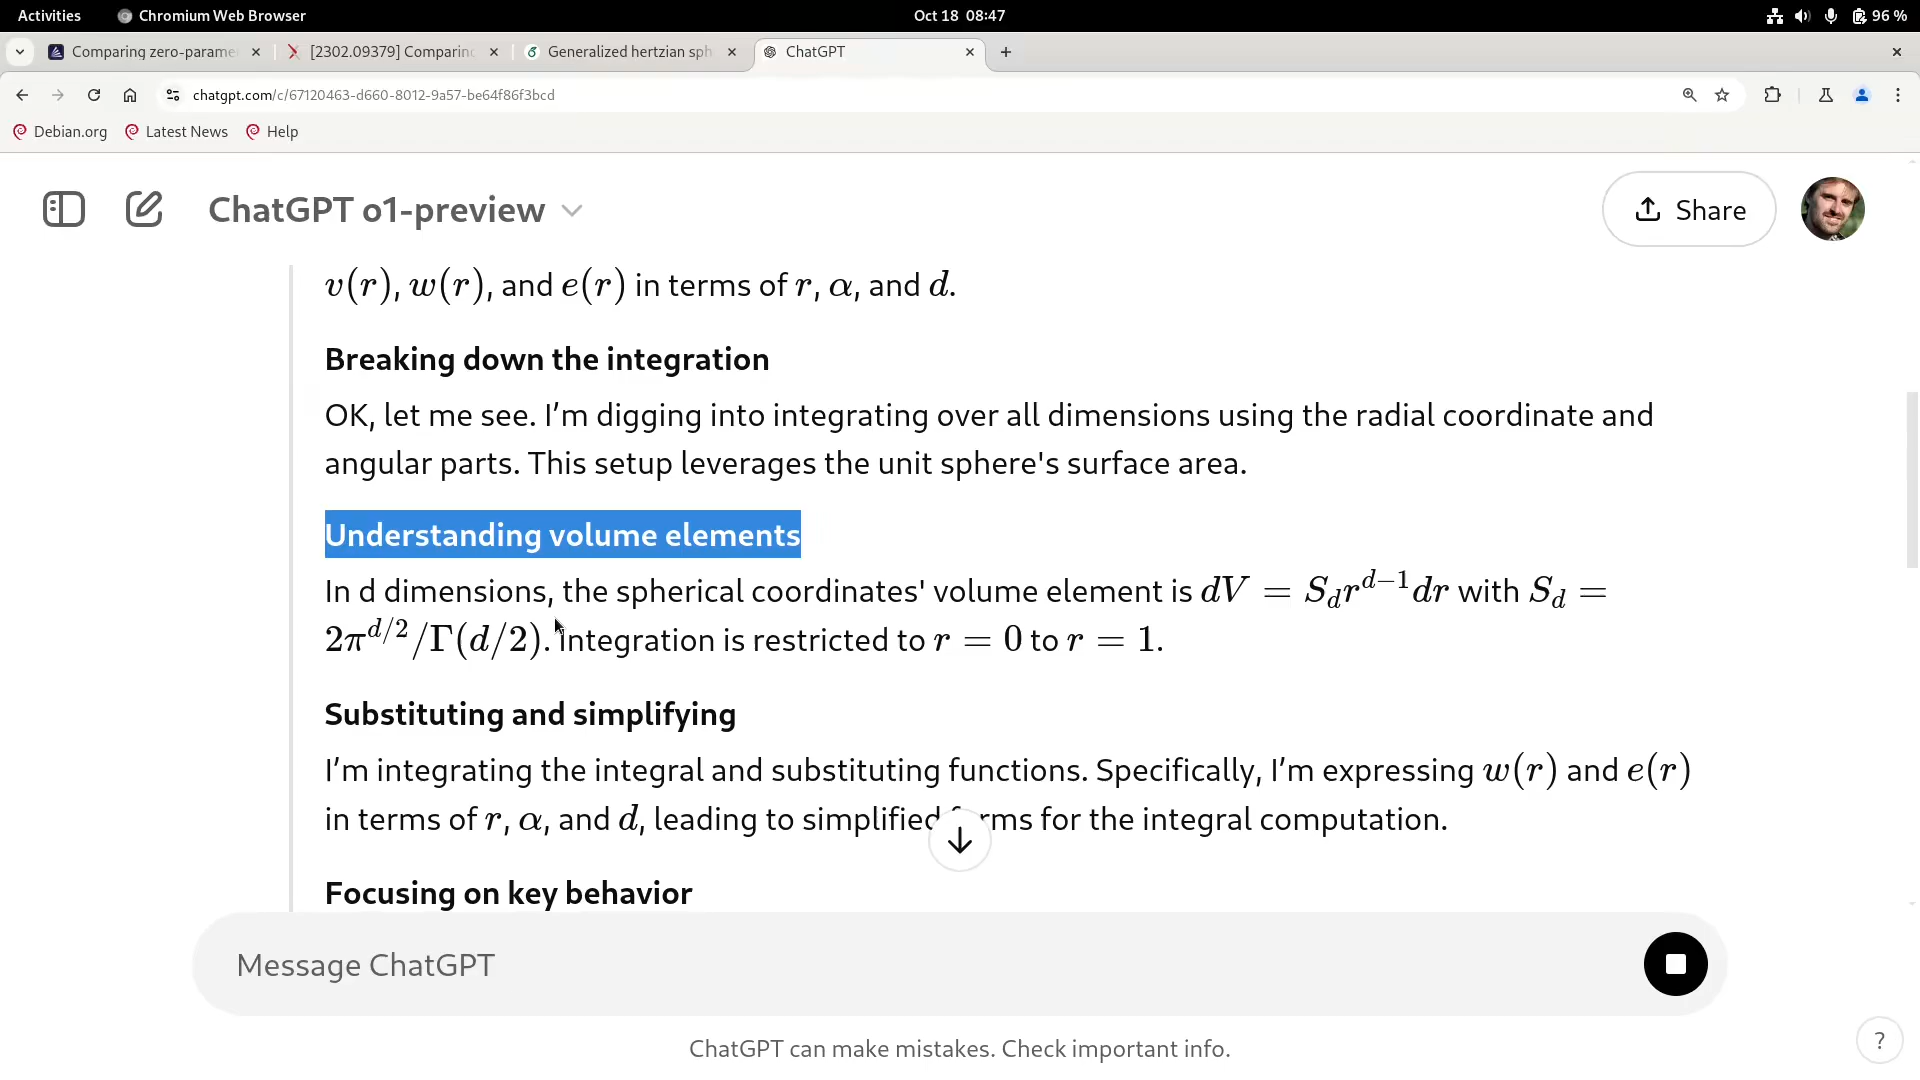 Activities Chromium Web Browser Oct 18 08:47 96 %
Comparing zero-parame [2302.09379] Comparing Generalized hertzian sph ChatGPT
chatgpt.com/c/67120463-d660-8012-9a57-be64f86f3bcd
Debian.org Latest News Help
ChatGPT o1-preview Share
v(r), w(r), and e(r) in terms of r, α, and d.
Breaking down the integration
OK, let me see. I’m digging into integrating over all dimensions using the radial coordinate and
angular parts. This setup leverages the unit sphere's surface area.
Understanding volume elements
In d dimensions, the spherical coordinates' volume element is dV = S_d r^{d−1} dr with S_d =
2π^{d/2}/Γ(d/2). Integration is restricted to r = 0 to r = 1.
Substituting and simplifying
I’m integrating the integral and substituting functions. Specifically, I’m expressing w(r) and e(r)
in terms of r, α, and d, leading to simplified forms for the integral computation.
Focusing on key behavior
Message ChatGPT
ChatGPT can make mistakes. Check important info.
?